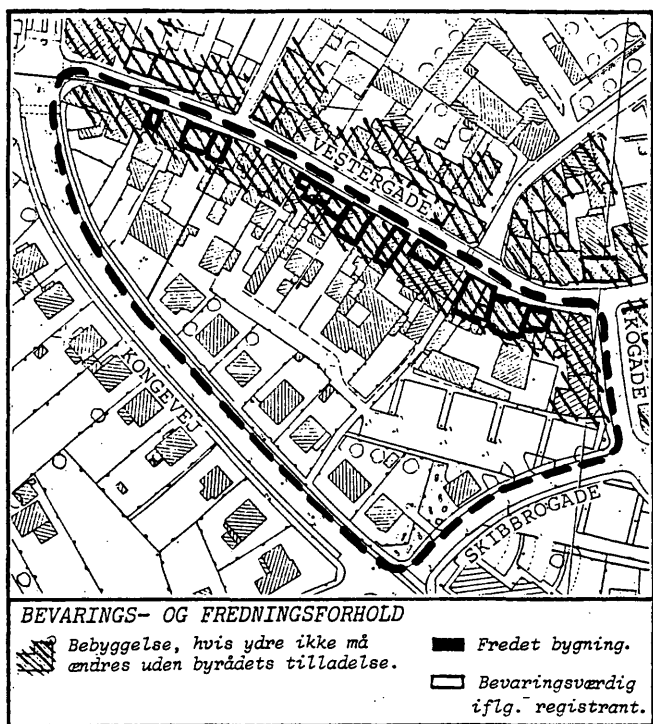 VESTERGADE
KROGADE
KONGEVEJ
SKIBBROGADE
BEVARINGS- OG FREDNINGSFORHOLD
Bebyggelse, hvis ydre ikke må
ændres uden byrådets tilladelse.
Fredet bygning.
Bevaringsværdig
iflg. registrant.